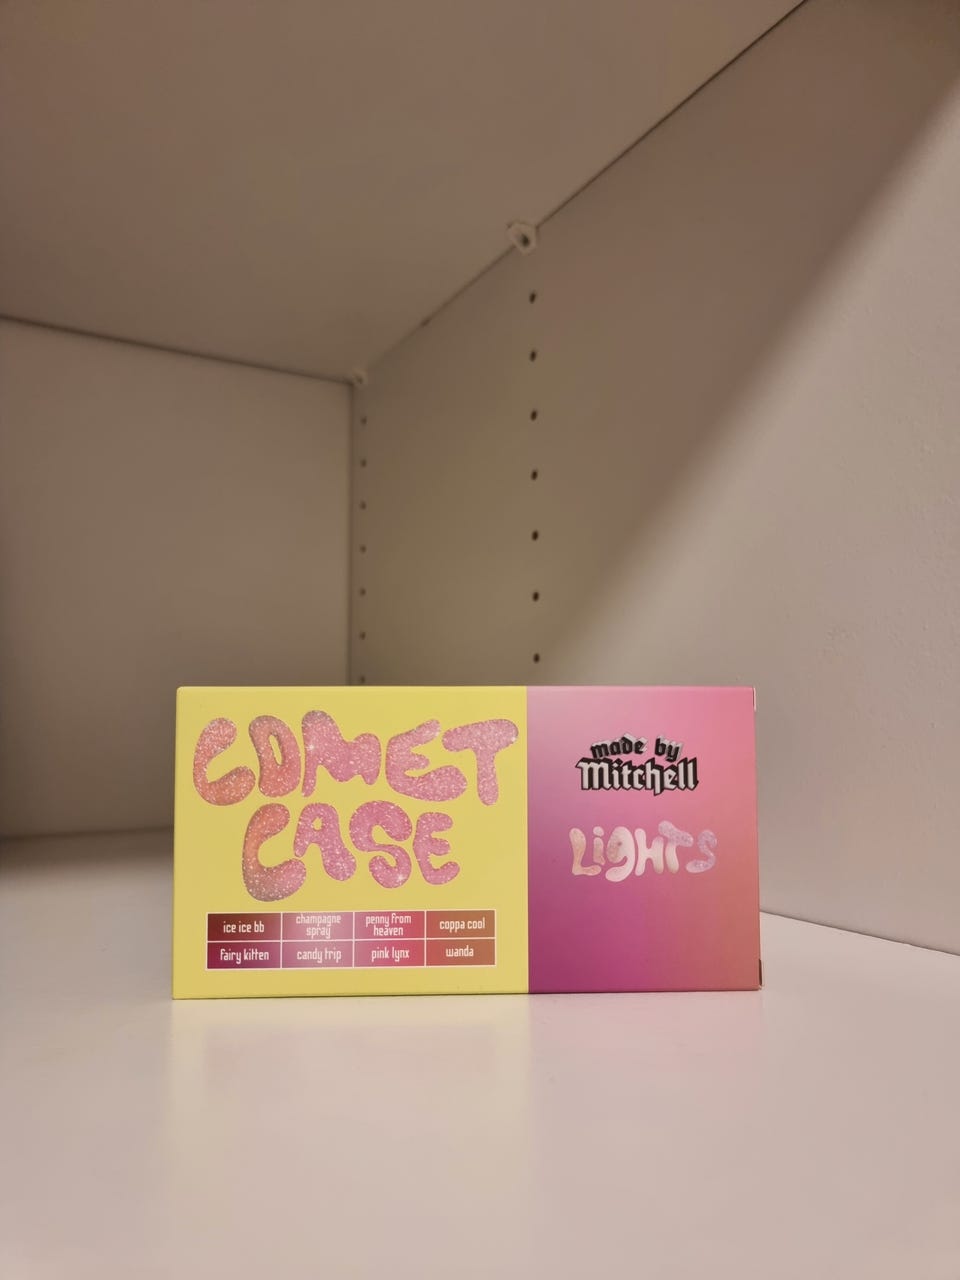 COMET
CASE
ice ice bb
champagne
spray
penny from
heaven
coppa cool
fairy kitten
candy trip
pink lynx
wanda
made by
Mitchell
LigHTS